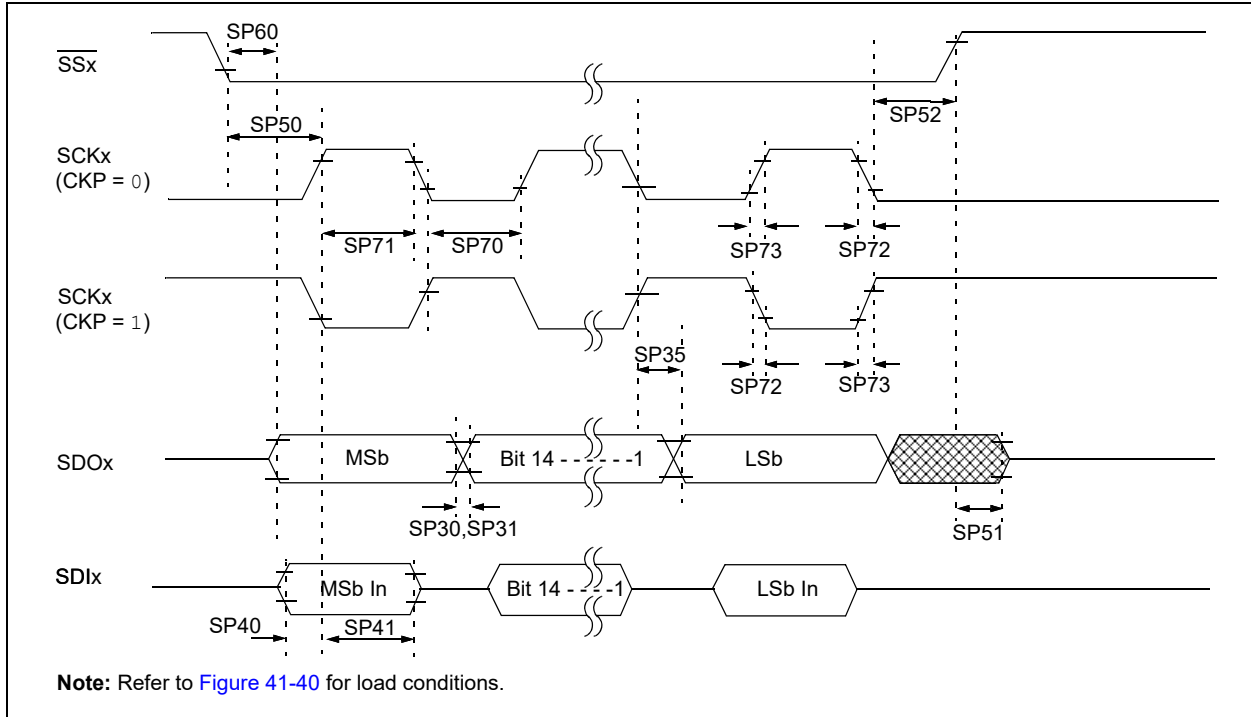 SP60
SSx
SP52
SP50
SCKx
(CKP = 0)
SP71
SP70
SP73
SP72
SCKx
(CKP = 1)
SP35
SP72
SP73
SDOx
MSb
Bit 14 - - - - - -1
LSb
SP30,SP31
SP51
SDIx
MSb In
Bit 14 - - - -1
LSb In
SP40
SP41
Note: Refer to Figure 41-40 for load conditions.